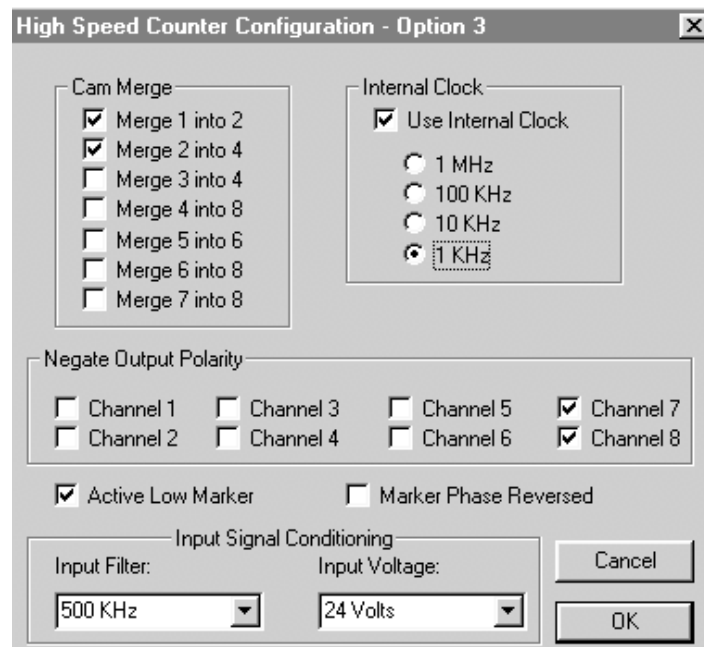 High Speed Counter Configuration - Option 3
Cam Merge
Merge 1 into 2
Merge 2 into 4
Merge 3 into 4
Merge 4 into 8
Merge 5 into 6
Merge 6 into 8
Merge 7 into 8
Internal Clock
Use Internal Clock
1 MHz
100 KHz
10 KHz
1 KHz
Negate Output Polarity
Channel 1 Channel 3 Channel 5 Channel 7
Channel 2 Channel 4 Channel 6 Channel 8
Active Low Marker Marker Phase Reversed
Input Signal Conditioning
Input Filter: Input Voltage:
500 KHz 24 Volts
Cancel
OK